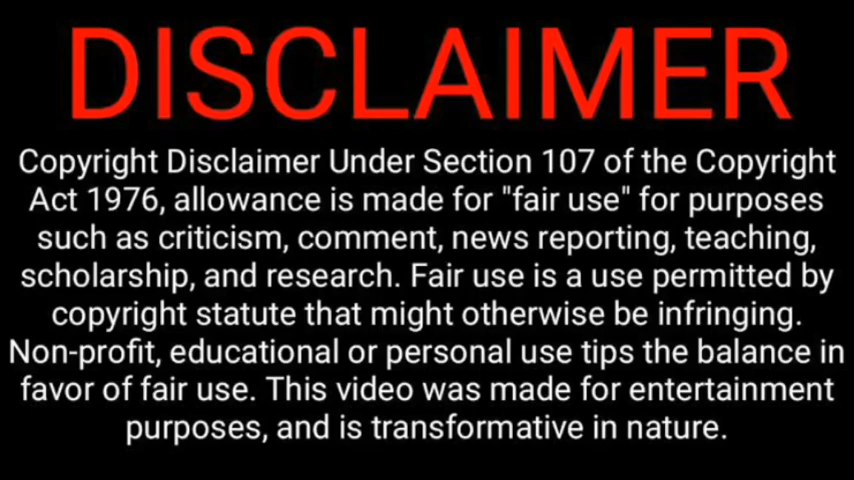 DISCLAIMER
Copyright Disclaimer Under Section 107 of the Copyright
Act 1976, allowance is made for "fair use" for purposes
such as criticism, comment, news reporting, teaching,
scholarship, and research. Fair use is a use permitted by
copyright statute that might otherwise be infringing.
Non-profit, educational or personal use tips the balance in
favor of fair use. This video was made for entertainment
purposes, and is transformative in nature.